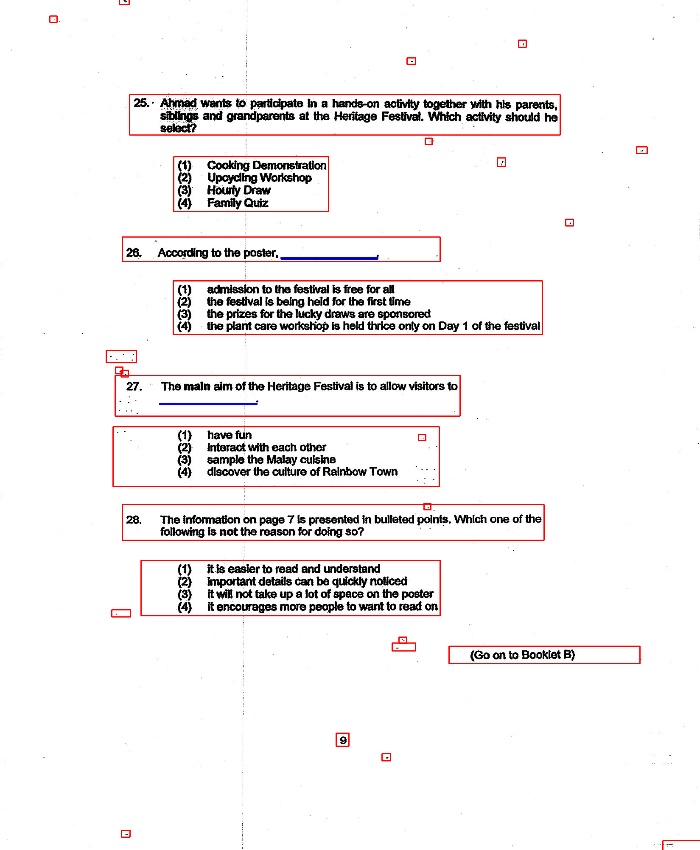 25. Ahmad wants to participate in a hands-on activity together with his parents,
siblings and grandparents at the Heritage Festival. Which activity should he
select?
(1) Cooking Demonstration
(2) Upcycling Workshop
(3) Hourly Draw
(4) Family Quiz
26. According to the poster, ____________.
(1) admission to the festival is free for all
(2) the festival is being held for the first time
(3) the prizes for the lucky draws are sponsored
(4) the plant care workshop is held thrice only on Day 1 of the festival
27. The main aim of the Heritage Festival is to allow visitors to
____________.
(1) have fun
(2) interact with each other
(3) sample the Malay cuisine
(4) discover the culture of Rainbow Town
28. The information on page 7 is presented in bulleted points. Which one of the
following is not the reason for doing so?
(1) it is easier to read and understand
(2) important details can be quickly noticed
(3) it will not take up a lot of space on the poster
(4) it encourages more people to want to read on
(Go on to Booklet B)
9